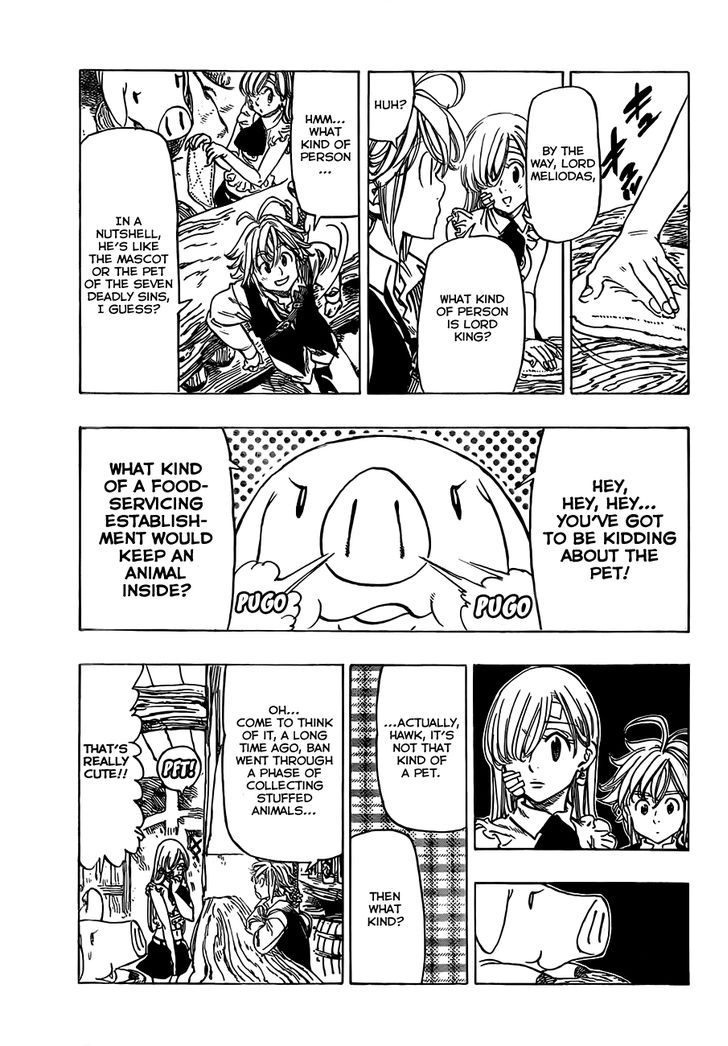 キュ
キュ
BY THE
WAY, LORD
MELIODAS,
HUH?
WHAT KIND
OF PERSON
IS LORD
KING?
HMM...
WHAT
KIND OF
PERSON
...
IN A
NUTSHELL,
HE'S LIKE
THE MASCOT
OR THE PET
OF THE SEVEN
DEADLY SINS,
I GUESS?
HEY,
HEY, HEY...
YOU'VE GOT
TO BE KIDDING
ABOUT THE
PET!
PUGO
PUGO
WHAT KIND
OF A FOOD-
SERVICING
ESTABLISH-
MENT WOULD
KEEP AN
ANIMAL
INSIDE?
...ACTUALLY,
HAWK, IT'S
NOT THAT
KIND OF
A PET.
THEN
WHAT
KIND?
OH...
COME TO THINK
OF IT, A LONG
TIME AGO, BAN
WENT THROUGH
A PHASE OF
COLLECTING
STUFFED
ANIMALS...
PFT!
THAT'S
REALLY
CUTE!!